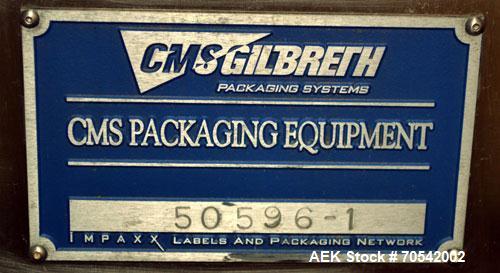 CMS GILBRETH
PACKAGING SYSTEMS
CMS PACKAGING EQUIPMENT
50596-1
IMPAXX LABELS AND PACKAGING NETWORK
AEK Stock # 70542002